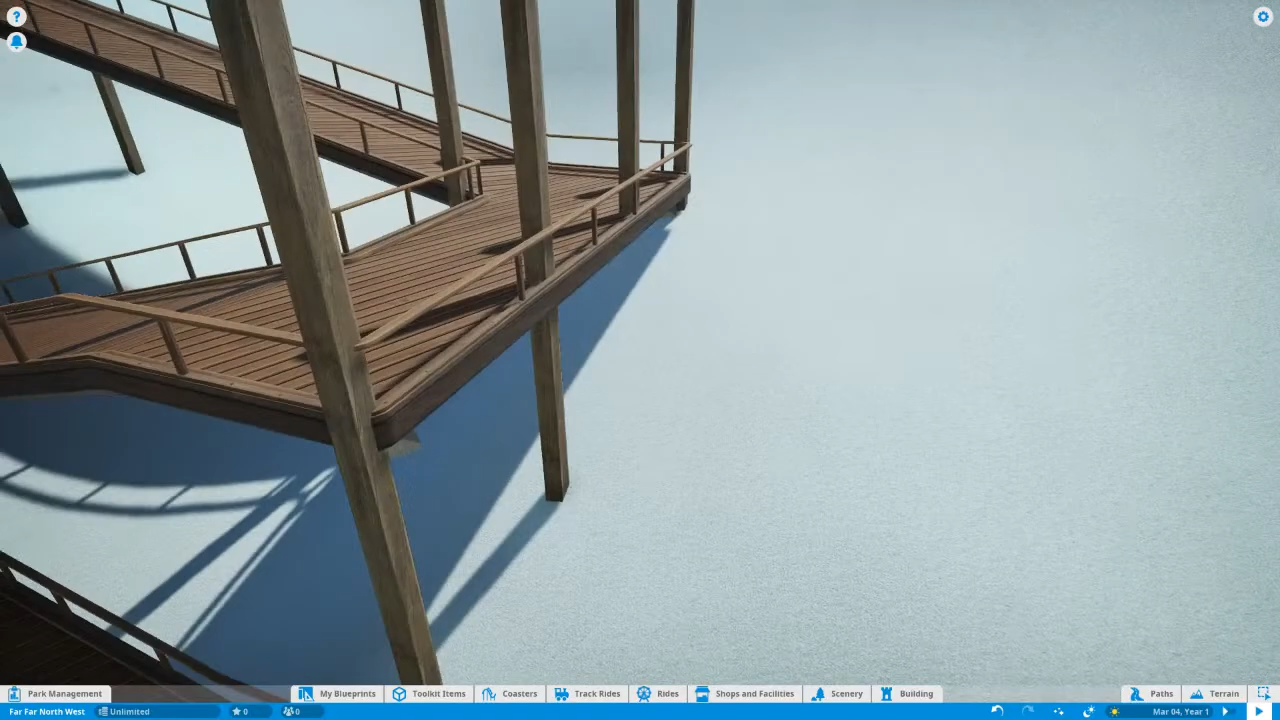 ?
Park Management
My Blueprints
Toolkit Items
Coasters
Track Rides
Rides
Shops and Facilities
Scenery
Building
Paths
Terrain
Far Far North West
Unlimited
0
0
Mar 04, Year 1